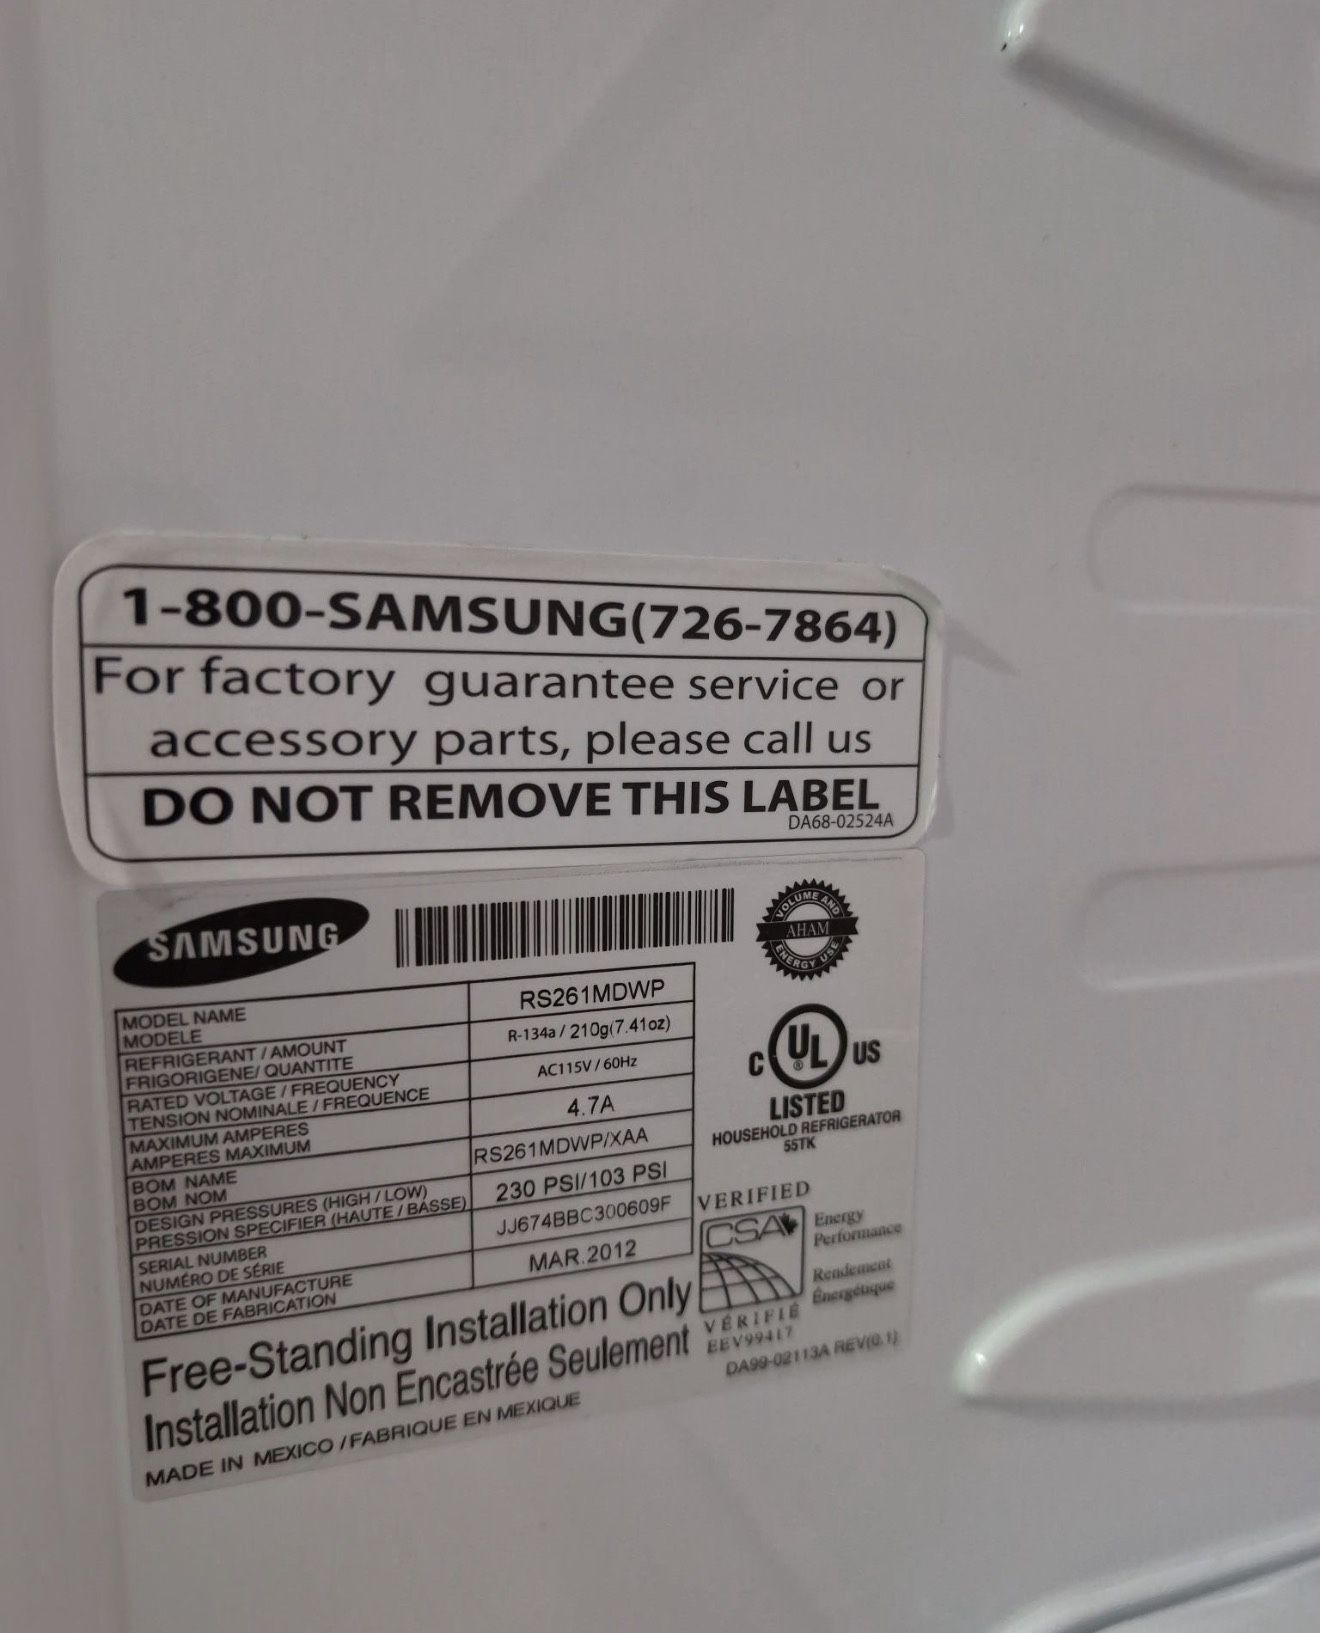 1-800-SAMSUNG(726-7864)
For factory guarantee service or
accessory parts, please call us
DO NOT REMOVE THIS LABEL
DA68-02524A
SAMSUNG
VOLUME AND
AHAM
ENERGY USE
MODEL NAME
MODELE
RS261MDWP
REFRIGERANT / AMOUNT
FRIGORIGENE/ QUANTITE
R-134a / 210g(7.41oz)
RATED VOLTAGE / FREQUENCY
TENSION NOMINALE / FREQUENCE
AC115V / 60Hz
MAXIMUM AMPERES
AMPERES MAXIMUM
4.7A
BOM NAME
BOM NOM
RS261MDWP/XAA
DESIGN PRESSURES (HIGH / LOW)
PRESSION SPECIFIER (HAUTE / BASSE)
230 PSI/103 PSI
SERIAL NUMBER
NUMÉRO DE SÉRIE
JJ674BBC300609F
DATE OF MANUFACTURE
DATE DE FABRICATION
MAR.2012
C UL ® US
LISTED
HOUSEHOLD REFRIGERATOR
55TK
VERIFIED
CSA
Energy
Performance
Rendement
Énergétique
VÉRIFIÉ
EEV99417
DA99-02113A REV(0.1)
Free-Standing Installation Only
Installation Non Encastrée Seulement
MADE IN MEXICO / FABRIQUE EN MEXIQUE